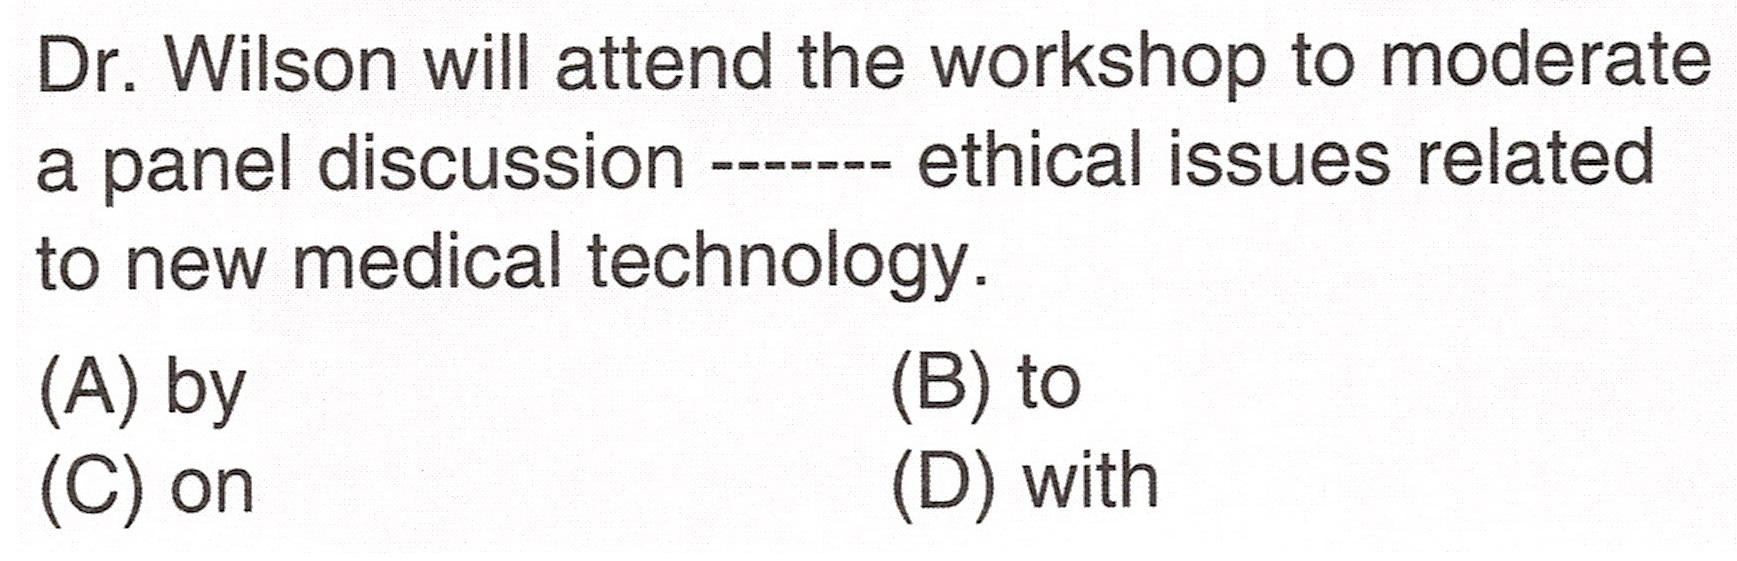 Dr. Wilson will attend the workshop to moderate
a panel discussion ------- ethical issues related
to new medical technology.
(A) by (B) to
(C) on (D) with